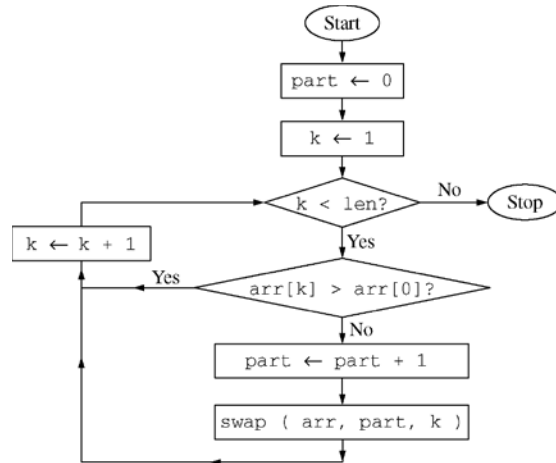 Start
part ← 0
k ← 1
k < len?
No
Stop
Yes
k ← k + 1
Yes
arr[k] > arr[0]?
No
part ← part + 1
swap ( arr, part, k )